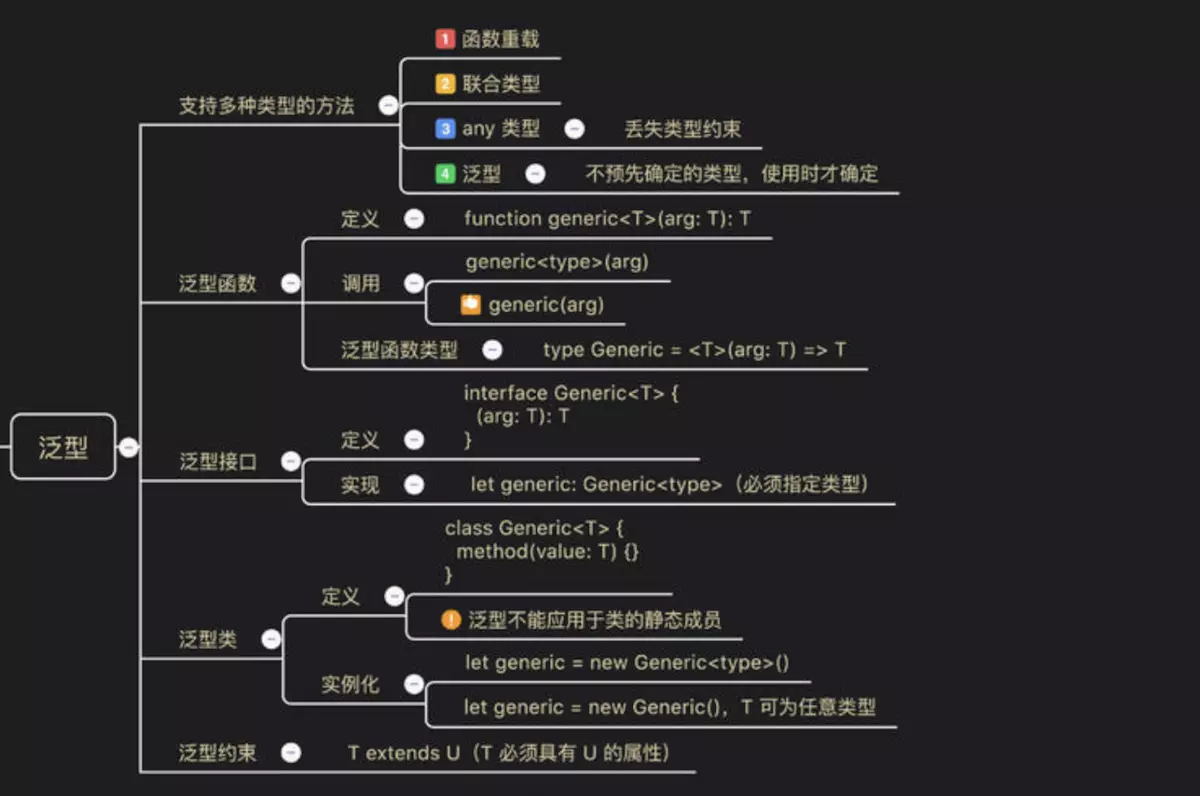 泛型
支持多种类型的方法
1 函数重载
2 联合类型
3 any 类型
丢失类型约束
4 泛型
不预先确定的类型，使用时才确定
泛型函数
定义
function generic<T>(arg: T): T
调用
generic<type>(arg)
generic(arg)
泛型函数类型
type Generic = <T>(arg: T) => T
泛型接口
定义
interface Generic<T> {
(arg: T): T
}
实现
let generic: Generic<type>（必须指定类型）
泛型类
定义
class Generic<T> {
method(value: T) {}
}
! 泛型不能应用于类的静态成员
实例化
let generic = new Generic<type>()
let generic = new Generic()，T 可为任意类型
泛型约束
T extends U（T 必须具有 U 的属性）